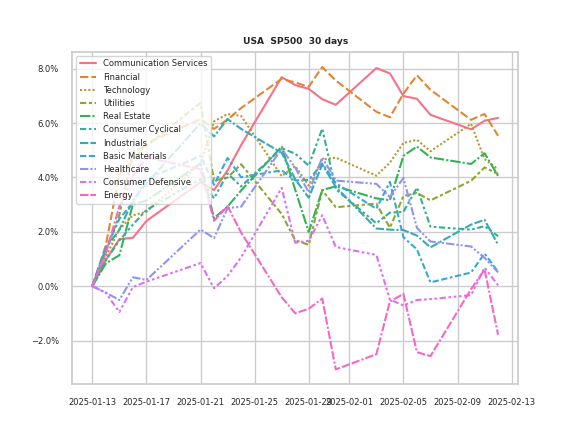 USA SP500 30 days
8.0%
6.0%
4.0%
2.0%
0.0%
−2.0%
Communication Services
Financial
Technology
Utilities
Real Estate
Consumer Cyclical
Industrials
Basic Materials
Healthcare
Consumer Defensive
Energy
2025-01-13
2025-01-17
2025-01-21
2025-01-25
2025-01-29
2025-02-01
2025-02-05
2025-02-09
2025-02-13